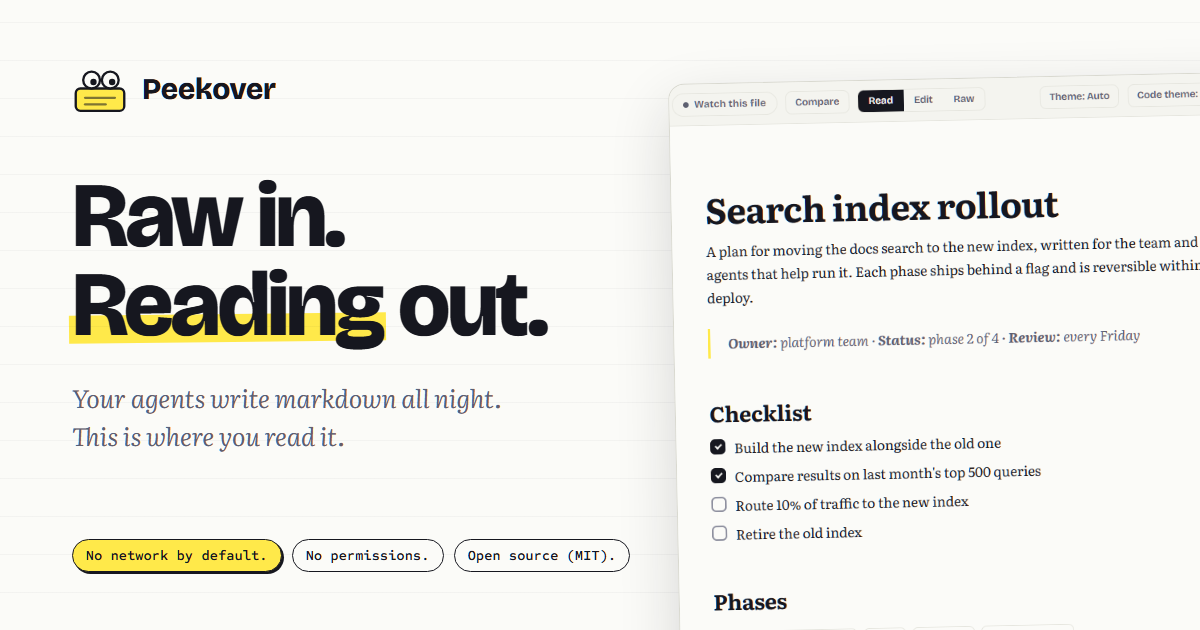 Peekover
Raw in.
Reading out.
Your agents write markdown all night.
This is where you read it.
No network by default.
No permissions.
Open source (MIT).
Watch this file
Compare
Read
Edit
Raw
Theme: Auto
Code theme:
Search index rollout
A plan for moving the docs search to the new index, written for the team and
agents that help run it. Each phase ships behind a flag and is reversible within
deploy.
Owner: platform team · Status: phase 2 of 4 · Review: every Friday
Checklist
Build the new index alongside the old one
Compare results on last month's top 500 queries
Route 10% of traffic to the new index
Retire the old index
Phases